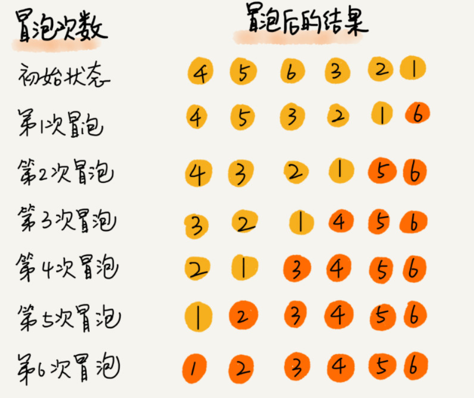 冒泡次数 冒泡后的结果
初始状态 4 5 6 3 2 1
第1次冒泡 4 5 3 2 1 6
第2次冒泡 4 3 2 1 5 6
第3次冒泡 3 2 1 4 5 6
第4次冒泡 2 1 3 4 5 6
第5次冒泡 1 2 3 4 5 6
第6次冒泡 1 2 3 4 5 6